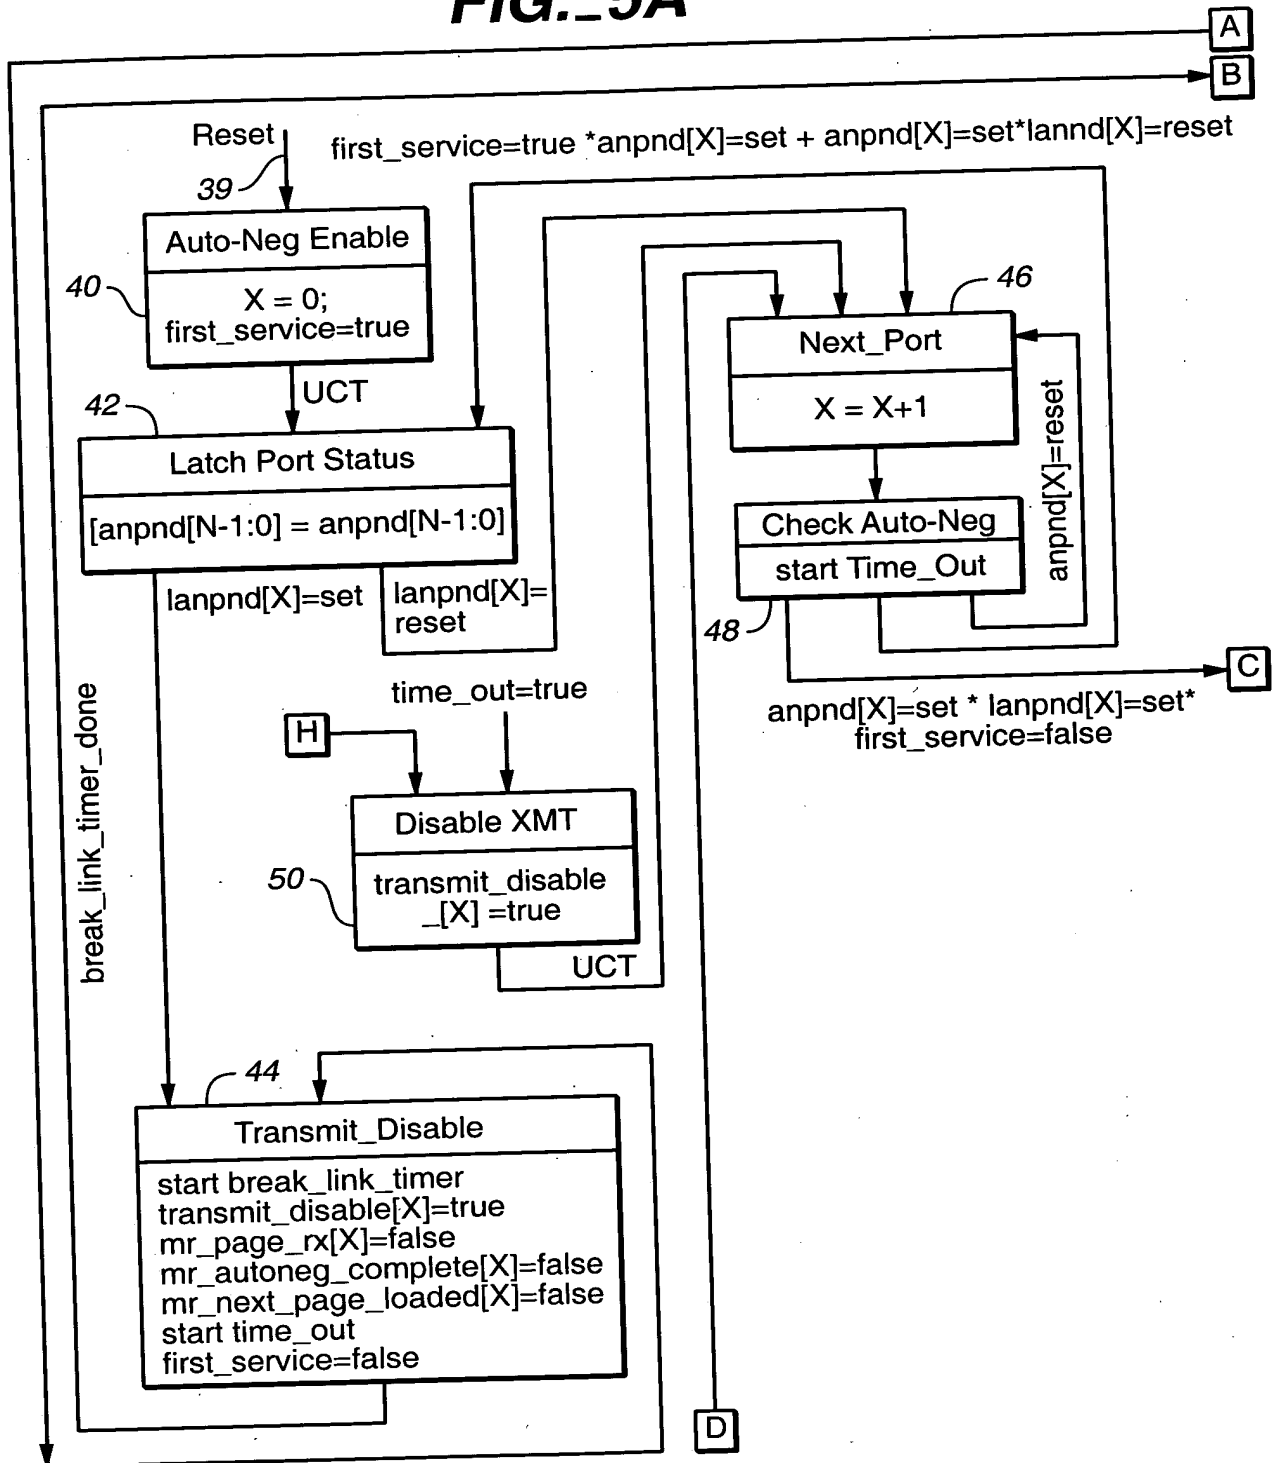 FIG._5A
A
B
Reset
first_service=true *anpnd[X]=set + anpnd[X]=set*lannd[X]=reset
39
Auto-Neg Enable
40
X = 0;
first_service=true
UCT
46
Next_Port
X = X+1
anpnd[X]=reset
42
Latch Port Status
[anpnd[N-1:0] = anpnd[N-1:0]
Check Auto-Neg
start Time_Out
lanpnd[X]=set
lanpnd[X]=
reset
48
C
anpnd[X]=set * lanpnd[X]=set*
first_service=false
time_out=true
H
break_link_timer_done
Disable XMT
50
transmit_disable
_[X] =true
UCT
44
Transmit_Disable
start break_link_timer
transmit_disable[X]=true
mr_page_rx[X]=false
mr_autoneg_complete[X]=false
mr_next_page_loaded[X]=false
start time_out
first_service=false
D